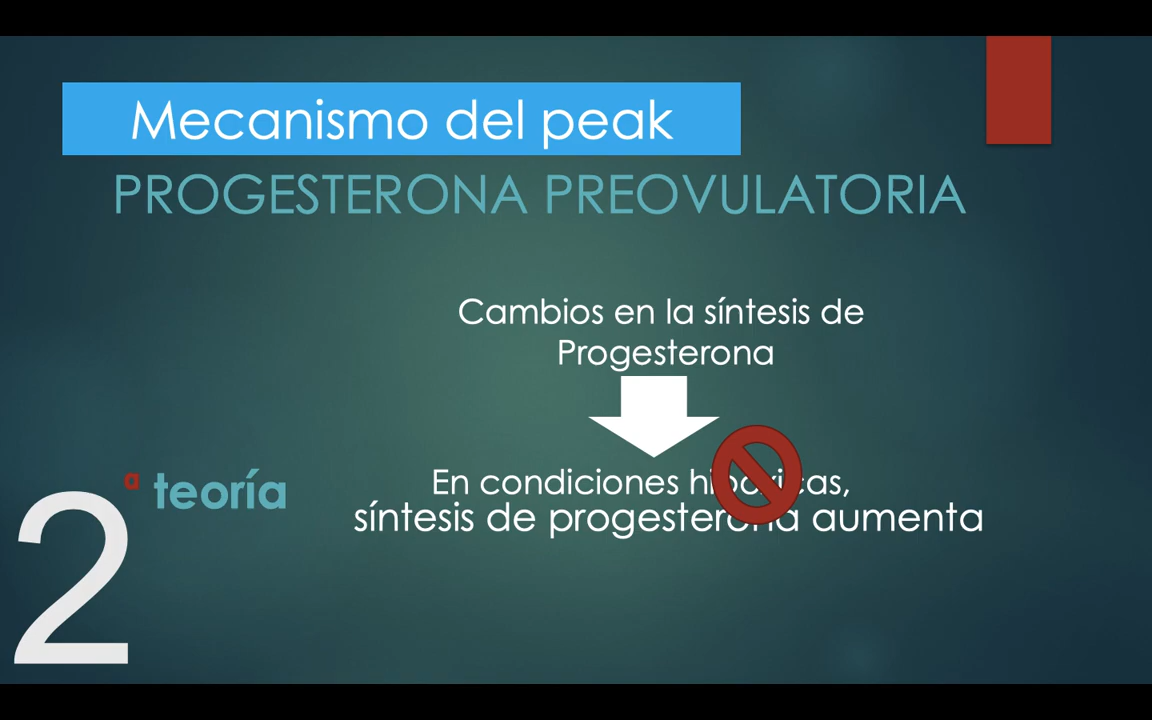 Mecanismo del peak
PROGESTERONA PREOVULATORIA
Cambios en la síntesis de
Progesterona
2ª teoría
En condiciones hipóxicas,
síntesis de progesterona aumenta